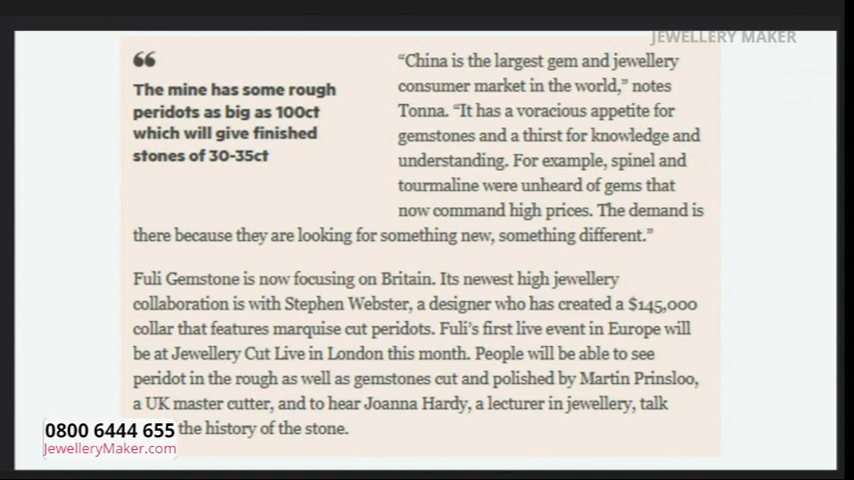 JEWELLERY MAKER
“
The mine has some rough
peridots as big as 100ct
which will give finished
stones of 30-35ct
“China is the largest gem and jewellery
consumer market in the world,” notes
Tonna. “It has a voracious appetite for
gemstones and a thirst for knowledge and
understanding. For example, spinel and
tourmaline were unheard of gems that
now command high prices. The demand is
there because they are looking for something new, something different.”
Fuli Gemstone is now focusing on Britain. Its newest high jewellery
collaboration is with Stephen Webster, a designer who has created a $145,000
collar that features marquise cut peridots. Fuli’s first live event in Europe will
be at Jewellery Cut Live in London this month. People will be able to see
peridot in the rough as well as gemstones cut and polished by Martin Prinsloo,
a UK master cutter, and to hear Joanna Hardy, a lecturer in jewellery, talk
the history of the stone.
0800 6444 655
JewelleryMaker.com